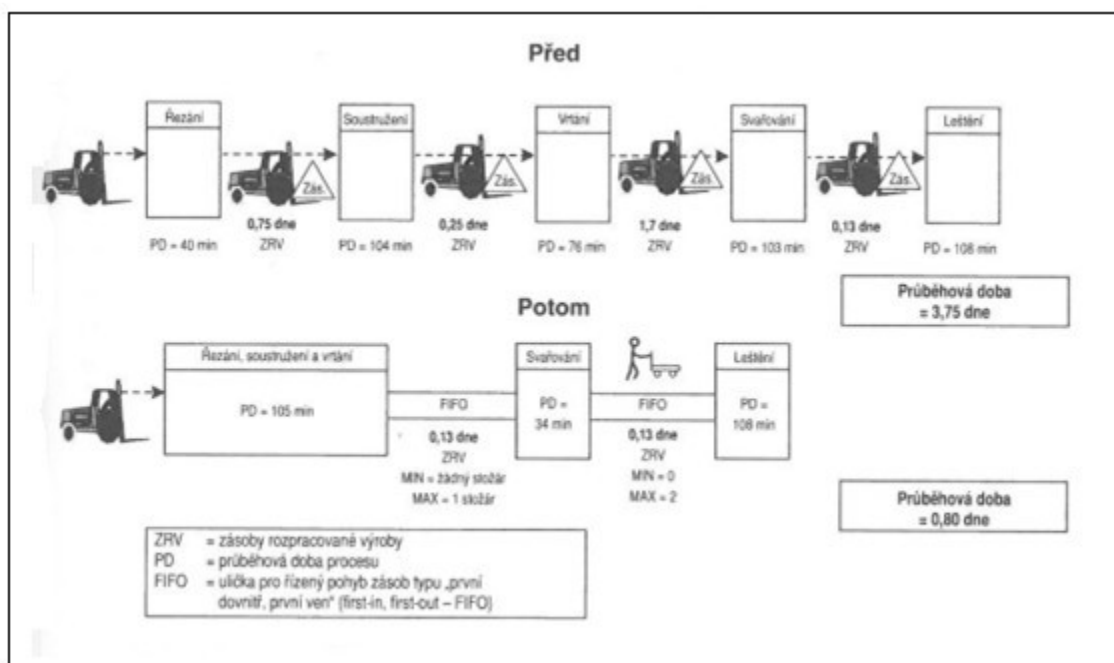 Před
Řezání
Soustružení
Vrtání
Svařování
Leštění
Zás.
Zás.
Zás.
Zás.
0,75 dne
0,25 dne
1,7 dne
0,13 dne
PD = 40 min
ZRV
PD = 104 min
ZRV
PD = 76 min
ZRV
PD = 103 min
ZRV
PD = 108 min
Průběhová doba
= 3,75 dne
Potom
Řezání, soustružení a vrtání
Svařování
Leštění
PD = 105 min
FIFO
PD =
34 min
FIFO
PD =
108 min
0,13 dne
ZRV
MIN = žádný stožár
MAX = 1 stožár
0,13 dne
ZRV
MIN = 0
MAX = 2
Průběhová doba
= 0,80 dne
ZRV = zásoby rozpracované výroby
PD = průběhová doba procesu
FIFO = ulička pro řízený pohyb zásob typu „první
dovnitř, první ven“ (first-in, first-out – FIFO)